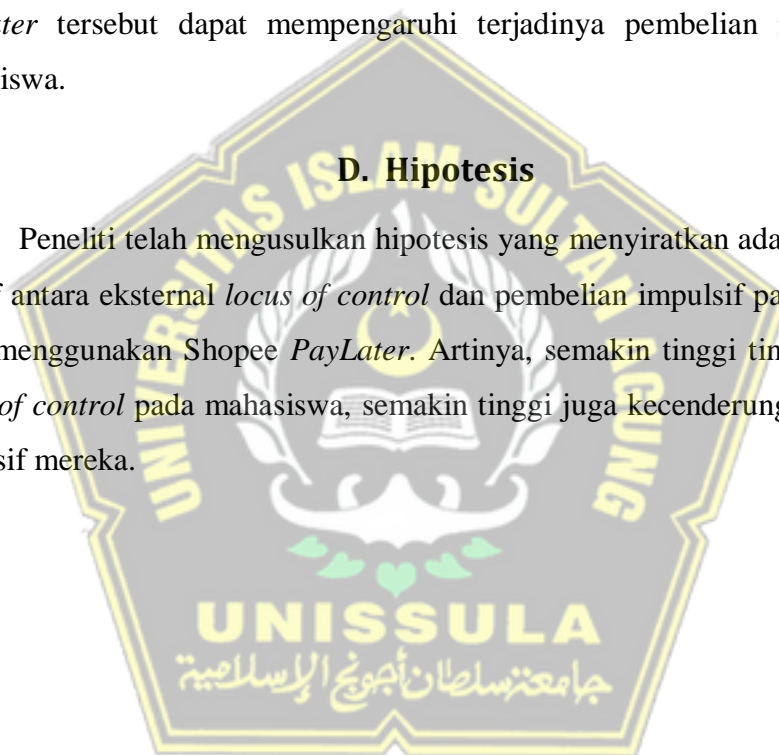 ater tersebut dapat mempengaruhi terjadinya pembelian
iswa.
D. Hipotesis
Peneliti telah mengusulkan hipotesis yang menyiratkan ada
antara eksternal locus of control dan pembelian impulsif pa
menggunakan Shopee PayLater. Artinya, semakin tinggi tin
of control pada mahasiswa, semakin tinggi juga kecenderung
sif mereka.
UNIVERSITAS ISLAM SULTAN AGUNG
UNISSULA
جامعة سلطان أجونج الإسلامية